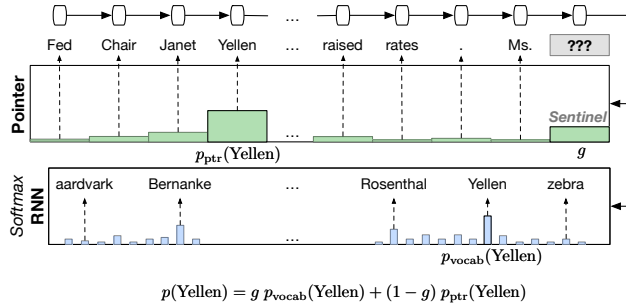 ...
Fed Chair Janet Yellen ... raised rates . Ms. ???
Pointer
...
Sentinel
p_ptr(Yellen) g
Softmax
RNN
aardvark Bernanke ... Rosenthal Yellen zebra
...
p_vocab(Yellen)
p(Yellen) = g p_vocab(Yellen) + (1 − g) p_ptr(Yellen)